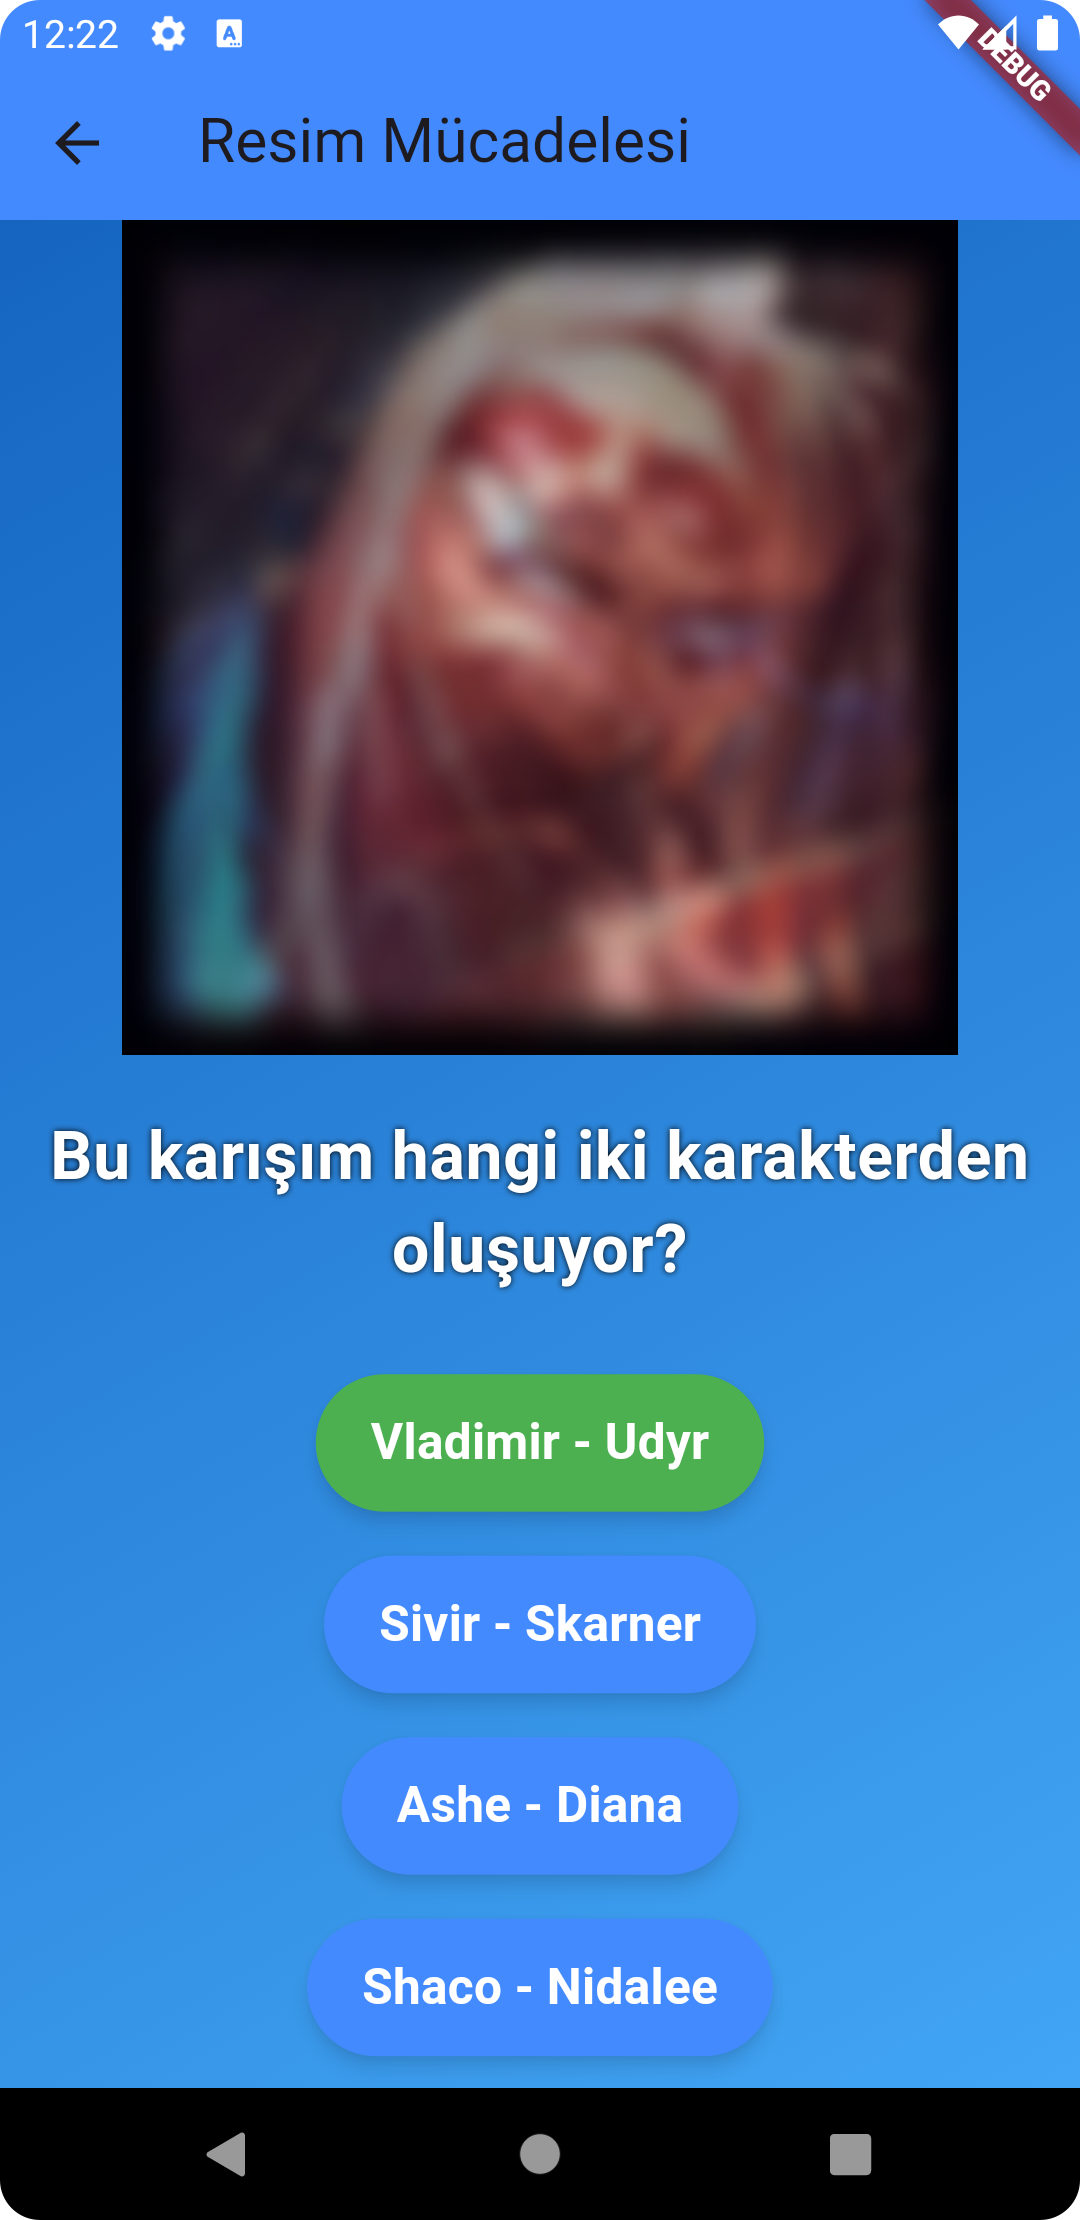 12:22
DEBUG
Resim Mücadelesi
Bu karışım hangi iki karakterden
oluşuyor?
Vladimir - Udyr
Sivir - Skarner
Ashe - Diana
Shaco - Nidalee